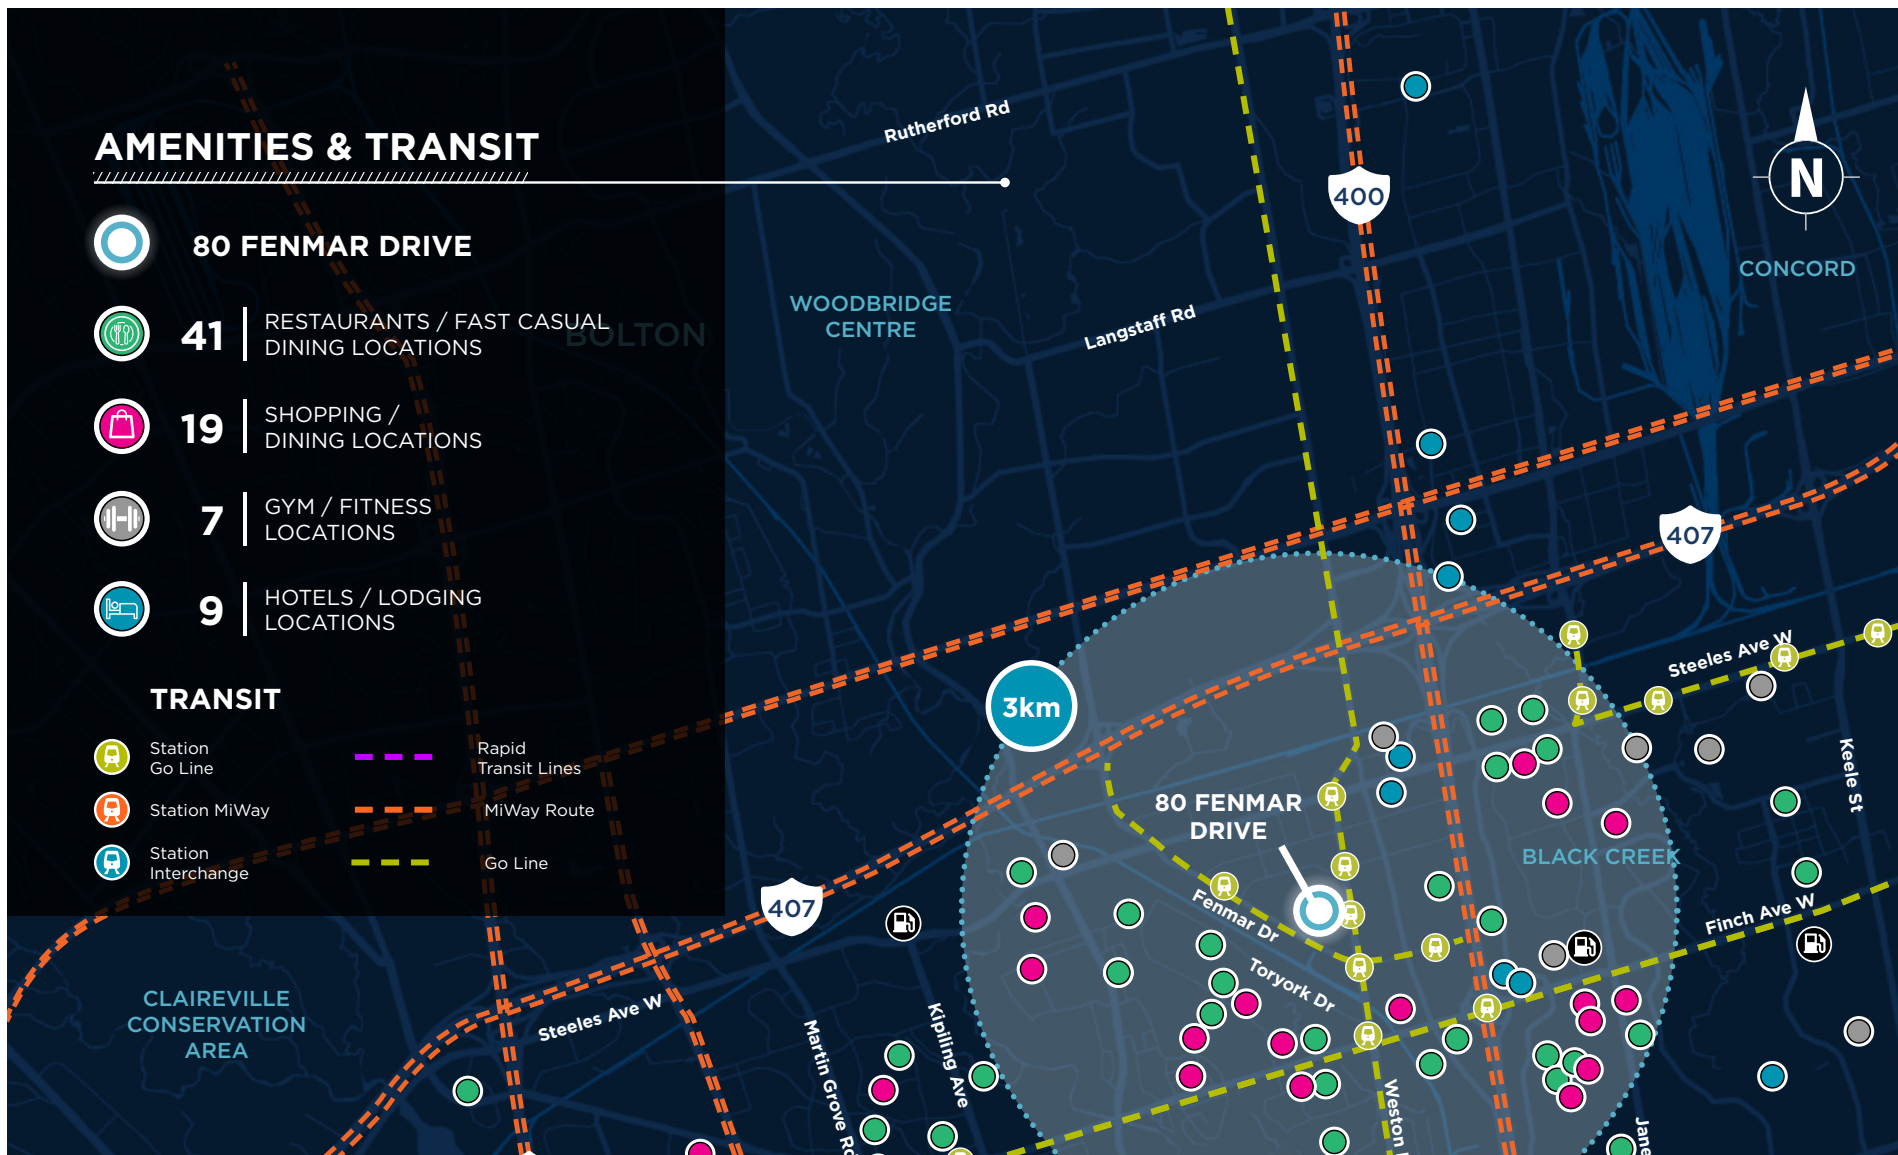 AMENITIES & TRANSIT
80 FENMAR DRIVE
41
RESTAURANTS / FAST CASUAL
DINING LOCATIONS
BOLTON
19
SHOPPING /
DINING LOCATIONS
7
GYM / FITNESS
LOCATIONS
9
HOTELS / LODGING
LOCATIONS
TRANSIT
Station
Go Line
Rapid
Transit Lines
Station MiWay
MiWay Route
Station
Interchange
Go Line
Rutherford Rd
400
N
CONCORD
WOODBRIDGE
CENTRE
Langstaff Rd
407
Steeles Ave W
3km
Keele St
80 FENMAR
DRIVE
BLACK CREEK
407
Fenmar Dr
Finch Ave W
Toryork Dr
CLAIREVILLE
CONSERVATION
AREA
Steeles Ave W
Martin Grove Rd
Kipiling Ave
Weston
Jane